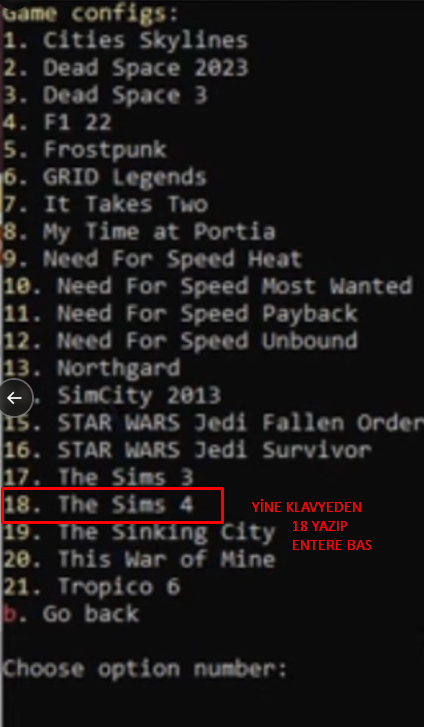 Game configs:
1. Cities Skylines
2. Dead Space 2023
3. Dead Space 3
4. F1 22
5. Frostpunk
6. GRID Legends
7. It Takes Two
8. My Time at Portia
9. Need For Speed Heat
10. Need For Speed Most Wanted
11. Need For Speed Payback
12. Need For Speed Unbound
13. Northgard
. SimCity 2013
15. STAR WARS Jedi Fallen Order
16. STAR WARS Jedi Survivor
17. The Sims 3
18. The Sims 4
YİNE KLAVYEDEN
19. The Sinking City
18 YAZIP
20. This War of Mine
ENTERE BAS
21. Tropico 6
b. Go back
Choose option number: